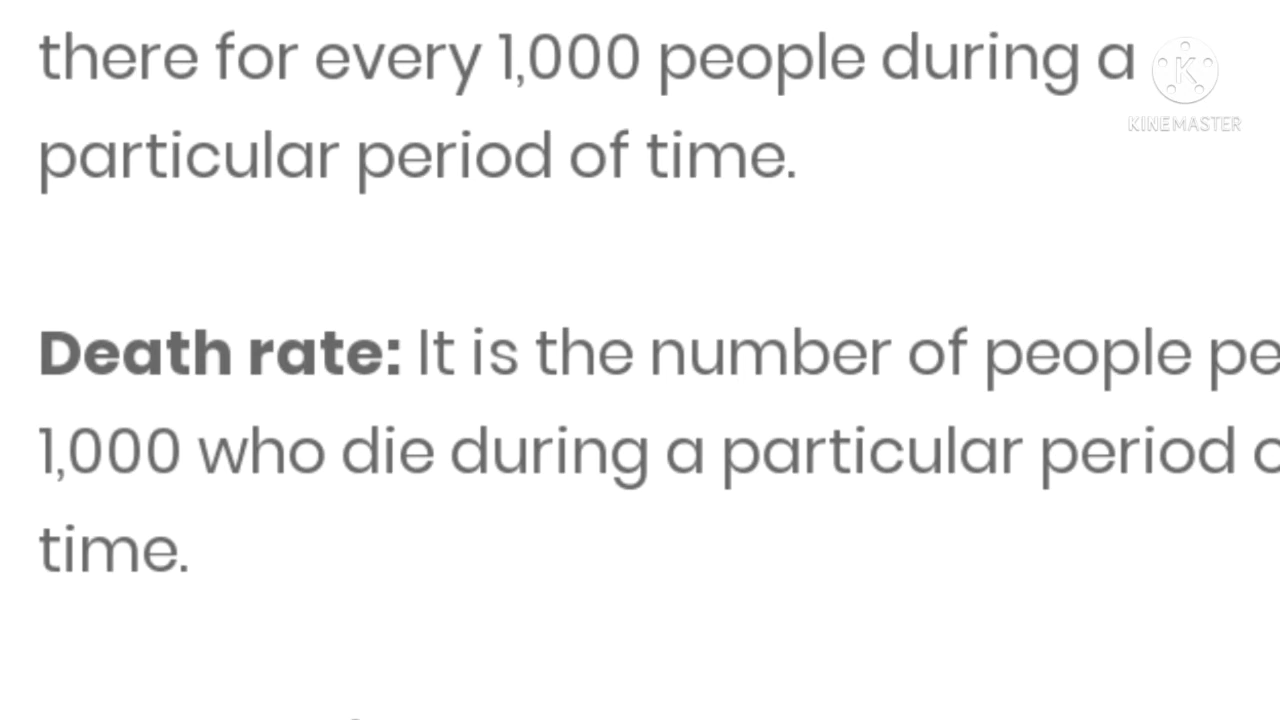 there for every 1,000 people during a
KINEMASTER
particular period of time.
Death rate: It is the number of people pe
1,000 who die during a particular period
time.